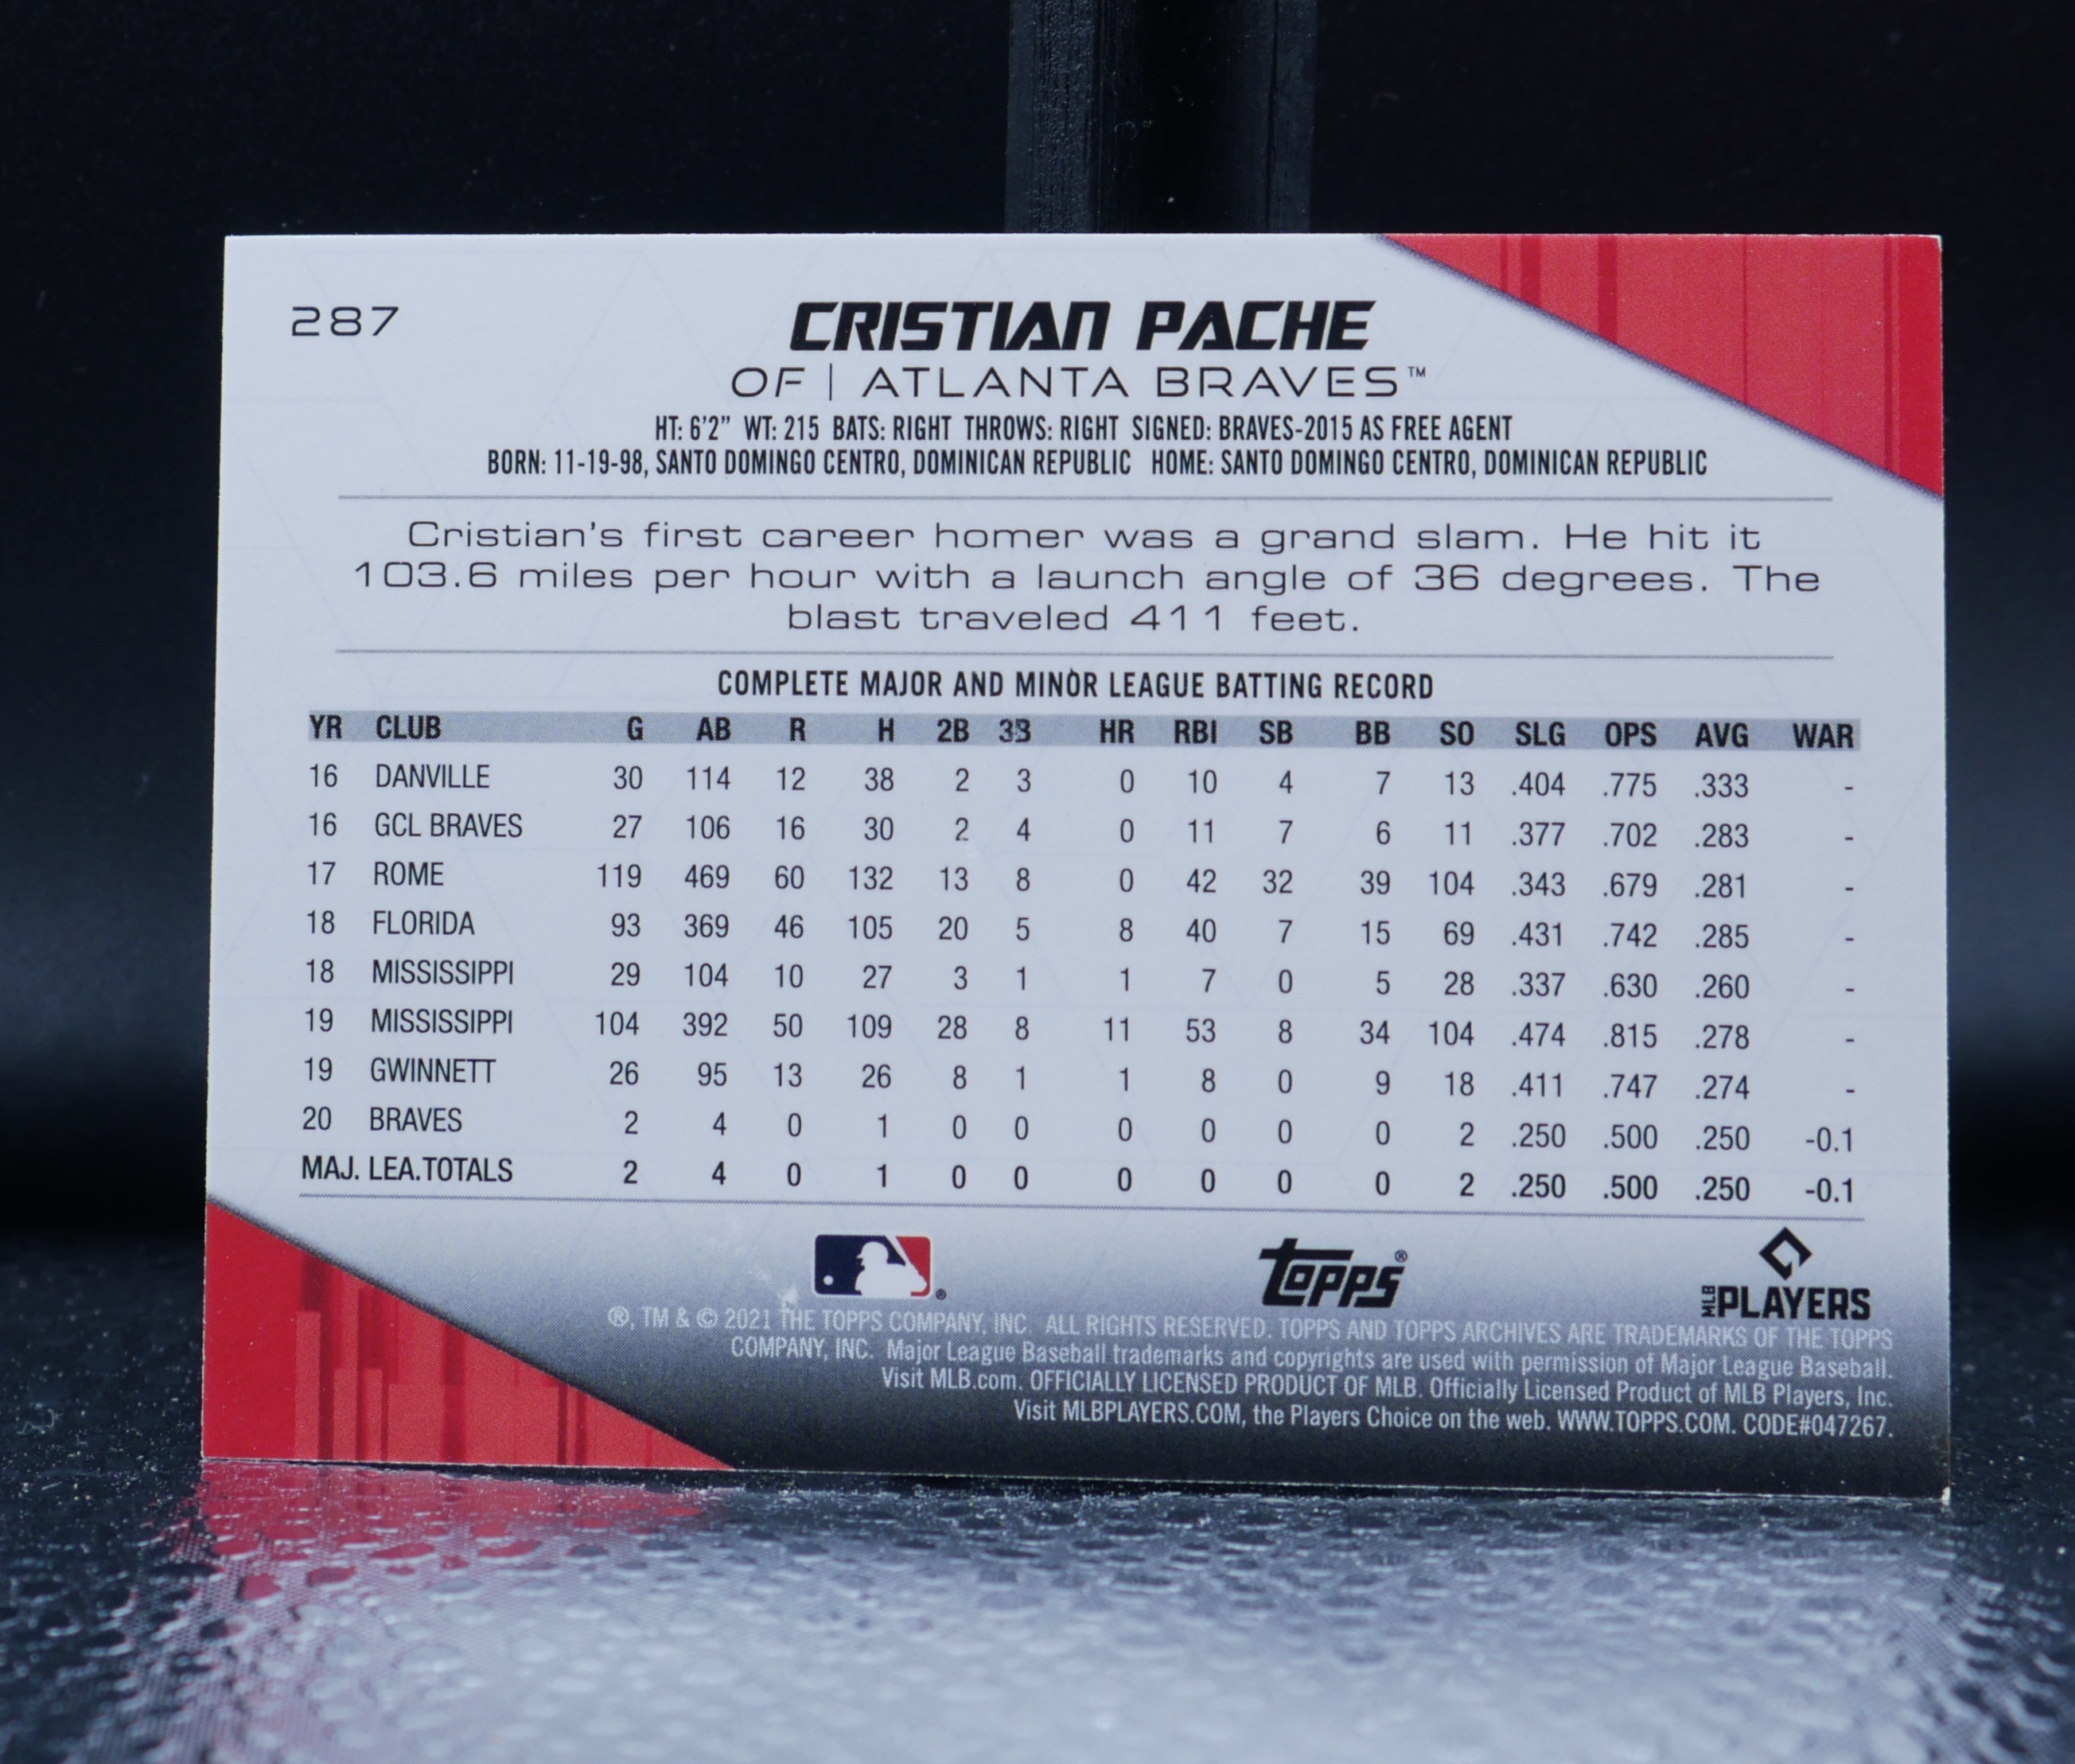 287
CRISTIAN PACHE
OF | ATLANTA BRAVES™
HT: 6'2" WT: 215 BATS: RIGHT THROWS: RIGHT SIGNED: BRAVES-2015 AS FREE AGENT
BORN: 11-19-98, SANTO DOMINGO CENTRO, DOMINICAN REPUBLIC HOME: SANTO DOMINGO CENTRO, DOMINICAN REPUBLIC
Cristian's first career homer was a grand slam. He hit it
103.6 miles per hour with a launch angle of 36 degrees. The
blast traveled 411 feet.
COMPLETE MAJOR AND MINOR LEAGUE BATTING RECORD
YR CLUB G AB R H 2B 3B HR RBI SB BB SO SLG OPS AVG WAR
16 DANVILLE 30 114 12 38 2 3 0 10 4 7 13 .404 .775 .333 -
16 GCL BRAVES 27 106 16 30 2 4 0 11 7 6 11 .377 .702 .283 -
17 ROME 119 469 60 132 13 8 0 42 32 39 104 .343 .679 .281 -
18 FLORIDA 93 369 46 105 20 5 8 40 7 15 69 .431 .742 .285 -
18 MISSISSIPPI 29 104 10 27 3 1 1 7 0 5 28 .337 .630 .260 -
19 MISSISSIPPI 104 392 50 109 28 8 11 53 8 34 104 .474 .815 .278 -
19 GWINNETT 26 95 13 26 8 1 1 8 0 9 18 .411 .747 .274 -
20 BRAVES 2 4 0 1 0 0 0 0 0 0 2 .250 .500 .250 -0.1
MAJ. LEA.TOTALS 2 4 0 1 0 0 0 0 0 0 2 .250 .500 .250 -0.1
®
topps®
MLB PLAYERS
®, TM & © 2021 THE TOPPS COMPANY, INC. ALL RIGHTS RESERVED. TOPPS AND TOPPS ARCHIVES ARE TRADEMARKS OF THE TOPPS
COMPANY, INC. Major League Baseball trademarks and copyrights are used with permission of Major League Baseball.
Visit MLB.com. OFFICIALLY LICENSED PRODUCT OF MLB. Officially Licensed Product of MLB Players, Inc.
Visit MLBPLAYERS.COM, the Players Choice on the web. WWW.TOPPS.COM. CODE#047267.